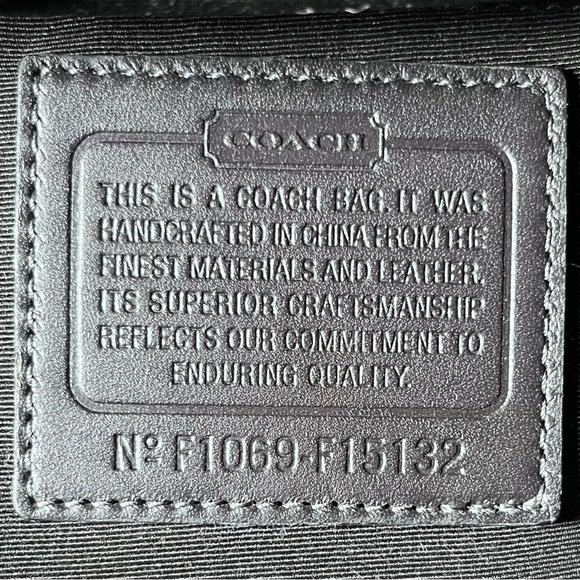 COACH
THIS IS A COACH BAG. IT WAS
HANDCRAFTED IN CHINA FROM THE
FINEST MATERIALS AND LEATHER.
ITS SUPERIOR CRAFTSMANSHIP
REFLECTS OUR COMMITMENT TO
ENDURING QUALITY.
Nº F1069-F15132